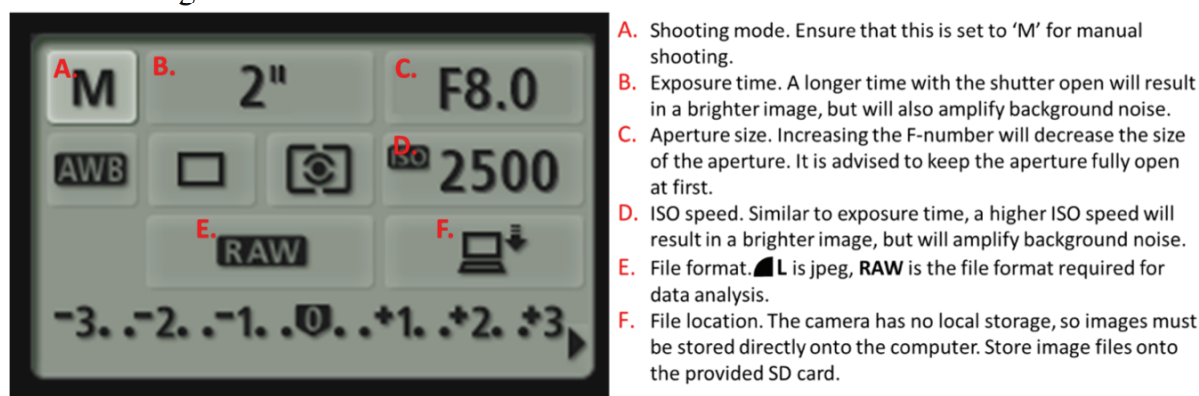 A. M B. 2" C. F8.0
AWB D. ISO 2500
E. RAW F.
-3. .-2. .-1. .0. .+1. .+2. .+3
A. Shooting mode. Ensure that this is set to ‘M’ for manual
shooting.
B. Exposure time. A longer time with the shutter open will result
in a brighter image, but will also amplify background noise.
C. Aperture size. Increasing the F-number will decrease the size
of the aperture. It is advised to keep the aperture fully open
at first.
D. ISO speed. Similar to exposure time, a higher ISO speed will
result in a brighter image, but will amplify background noise.
E. File format. L is jpeg, RAW is the file format required for
data analysis.
F. File location. The camera has no local storage, so images must
be stored directly onto the computer. Store image files onto
the provided SD card.